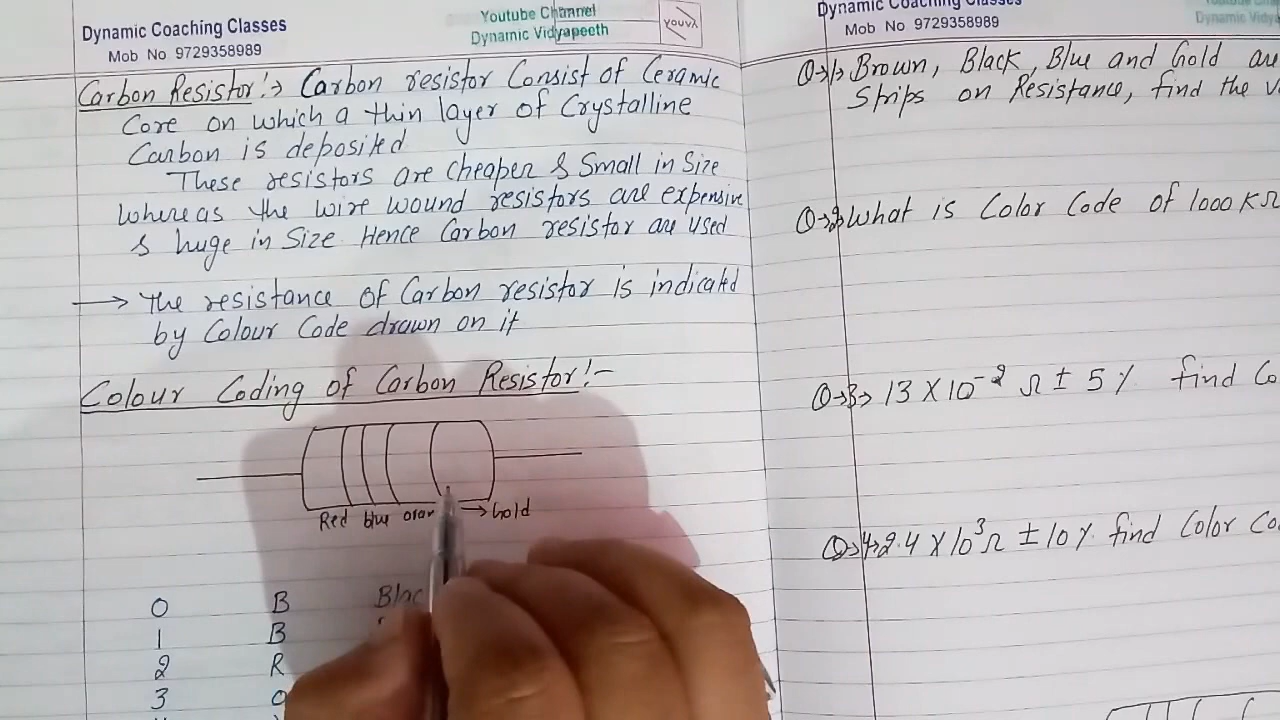 Dynamic Coaching Classes
Mob No 9729358989
Youtube Channel
Dynamic Vidyapeeth
Carbon Resistor:→ Carbon resistor Consist of Ceramic
Core on which a thin layer of Crystalline
Carbon is deposited
These resistors are cheaper & Small in Size
whereas the wire wound resistors are expensive
& huge in Size Hence Carbon resistor are used
→ The resistance of Carbon resistor is indicated
by Colour Code drawn on it
Colour Coding of Carbon Resistor:-
Red blue oran → Gold
0 B Blac
1 B
2 R
3 O
Dynamic Coaching Classes
Mob No 9729358989
Youtube
Dynamic Vidya
Q→1→ Brown, Black, Blue and Gold are
Strips on Resistance, find the v
Q→2→ What is Color Code of 1000 KΩ
Q→3→ 13 X 10⁻² Ω ± 5 %. find Co
Q→4→ 2.4 X 10³ Ω ± 10 %. find Color Co